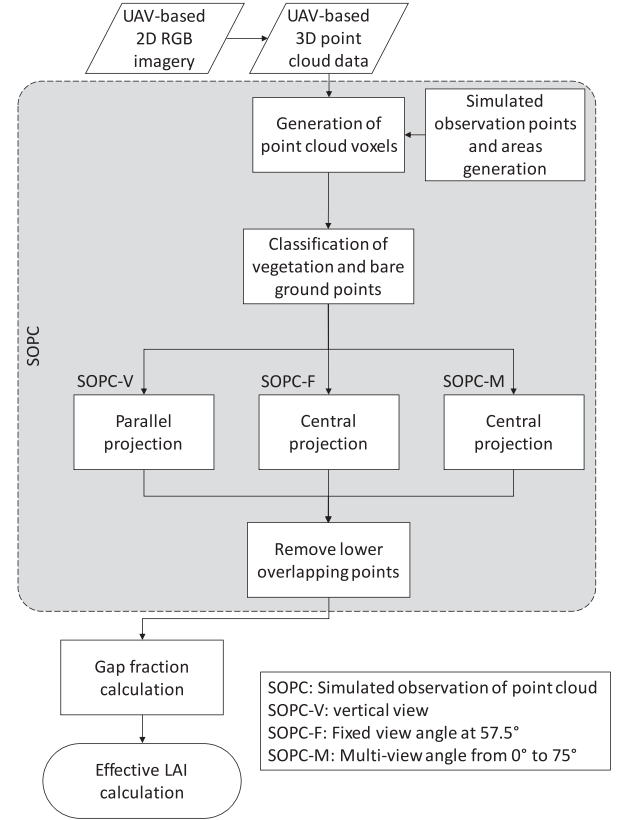 UAV-based
2D RGB
imagery
UAV-based
3D point
cloud data
Generation of
point cloud voxels
Simulated
observation points
and areas
generation
Classification of
vegetation and bare
ground points
SOPC
SOPC-V
SOPC-F
SOPC-M
Parallel
projection
Central
projection
Central
projection
Remove lower
overlapping points
Gap fraction
calculation
Effective LAI
calculation
SOPC: Simulated observation of point cloud
SOPC-V: vertical view
SOPC-F: Fixed view angle at 57.5°
SOPC-M: Multi-view angle from 0° to 75°